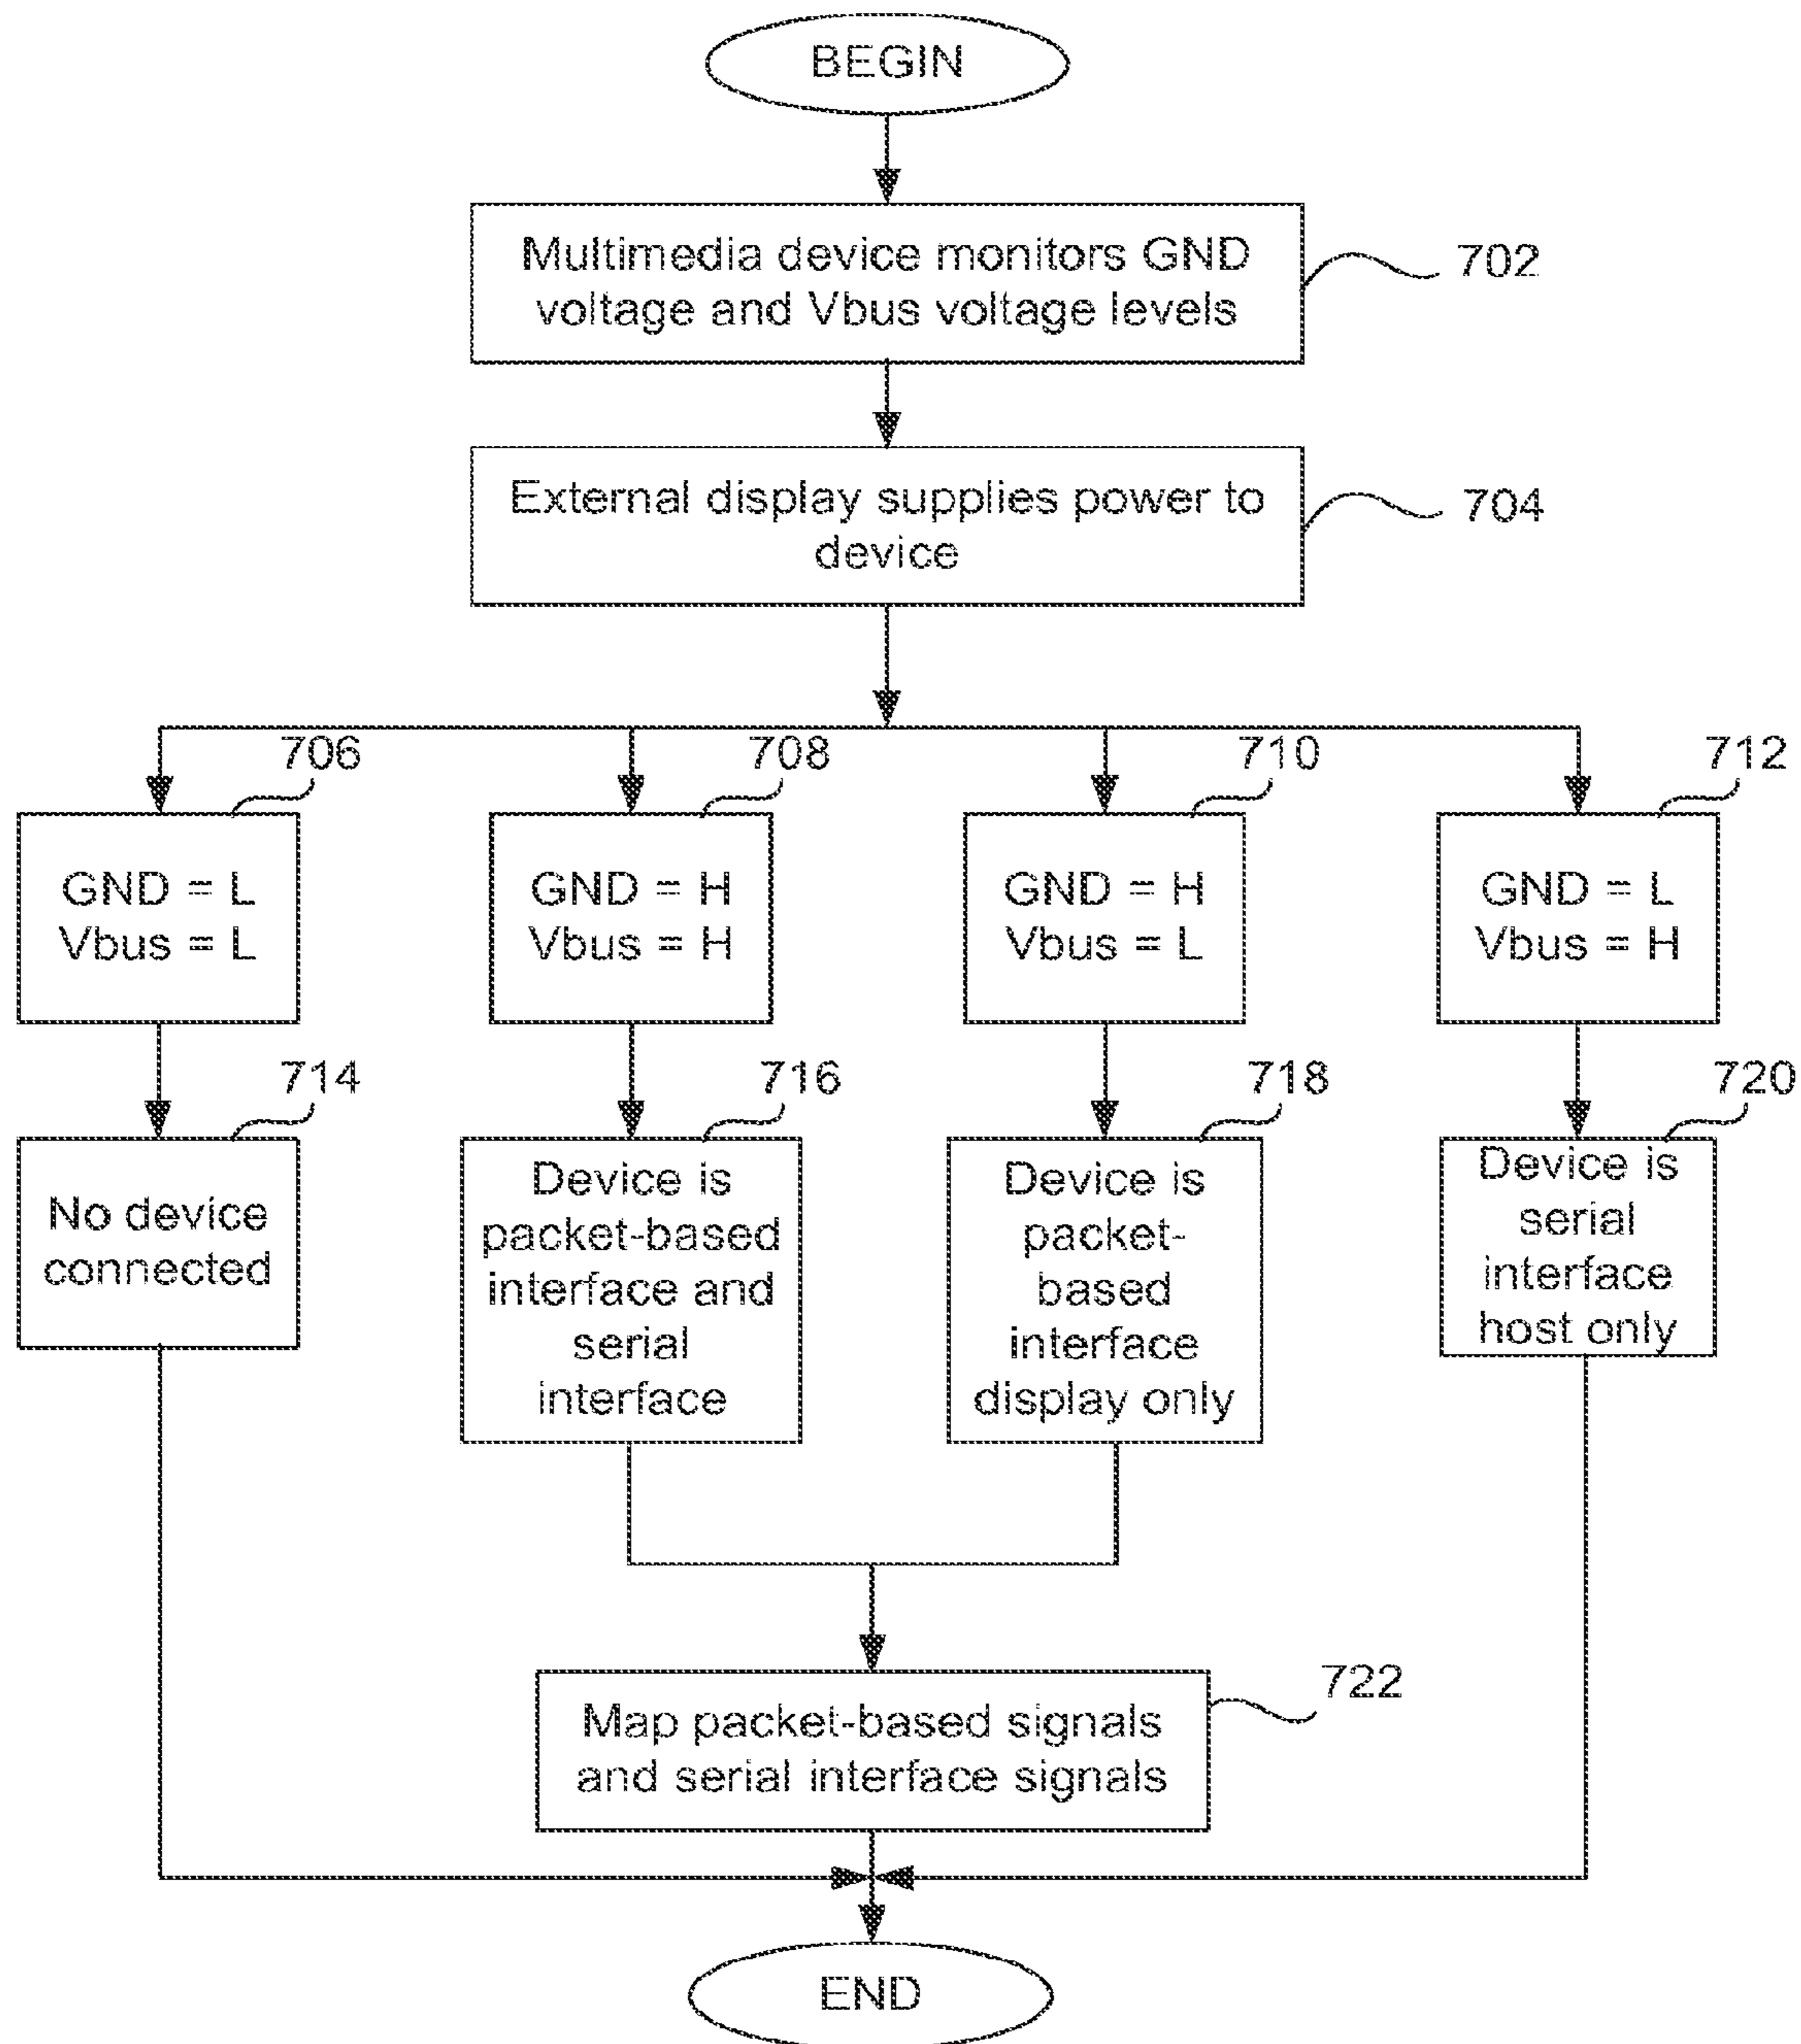 BEGIN
Multimedia device monitors GND
voltage and Vbus voltage levels
702
External display supplies power to
device
704
706
708
710
712
GND = L
Vbus = L
GND = H
Vbus = H
GND = H
Vbus = L
GND = L
Vbus = H
714
716
718
720
No device
connected
Device is
packet-based
interface and
serial
interface
Device is
packet-
based
interface
display only
Device is
serial
interface
host only
722
Map packet-based signals
and serial interface signals
END